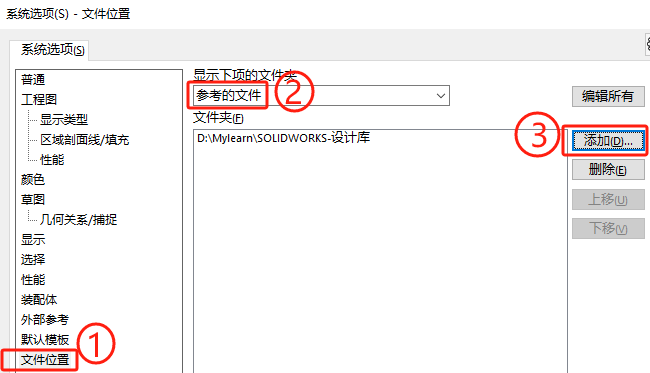 系统选项(S) - 文件位置
系统选项(S)
普通
工程图
显示类型
区域剖面线/填充
性能
颜色
草图
几何关系/捕捉
显示
选择
性能
装配体
外部参考
默认模板
文件位置
①
显示下项的文件夹
参考的文件
②
编辑所有
文件夹(F)
D:\Mylearn\SOLIDWORKS-设计库
③
添加(D)...
删除(E)
上移(U)
下移(V)